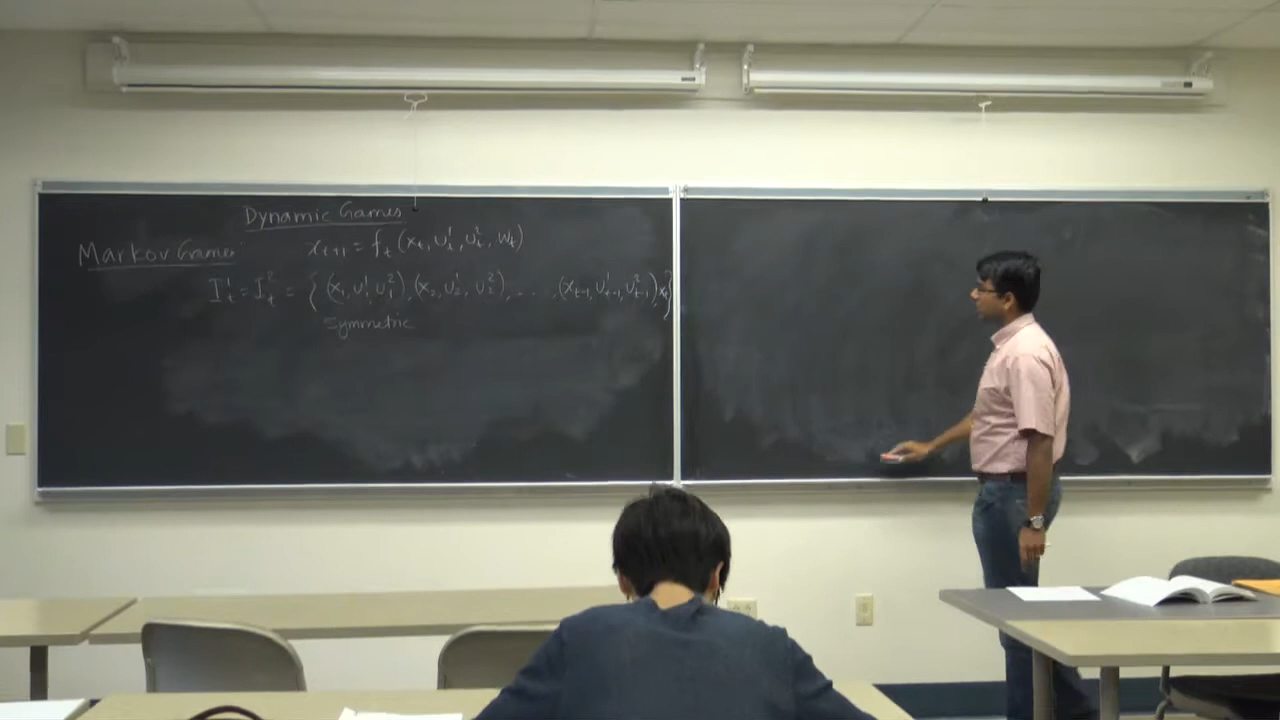 Dynamic Games
Markov Games
x_{t+1} = f_t (x_t, U_t^1, U_t^2, W_t)
I_t^1 = I_t^2 = { (x_1, U_1^1, U_1^2), (x_2, U_2^1, U_2^2), . . . , (x_{t-1}, U_{t-1}^1, U_{t-1}^2), x_t }
symmetric